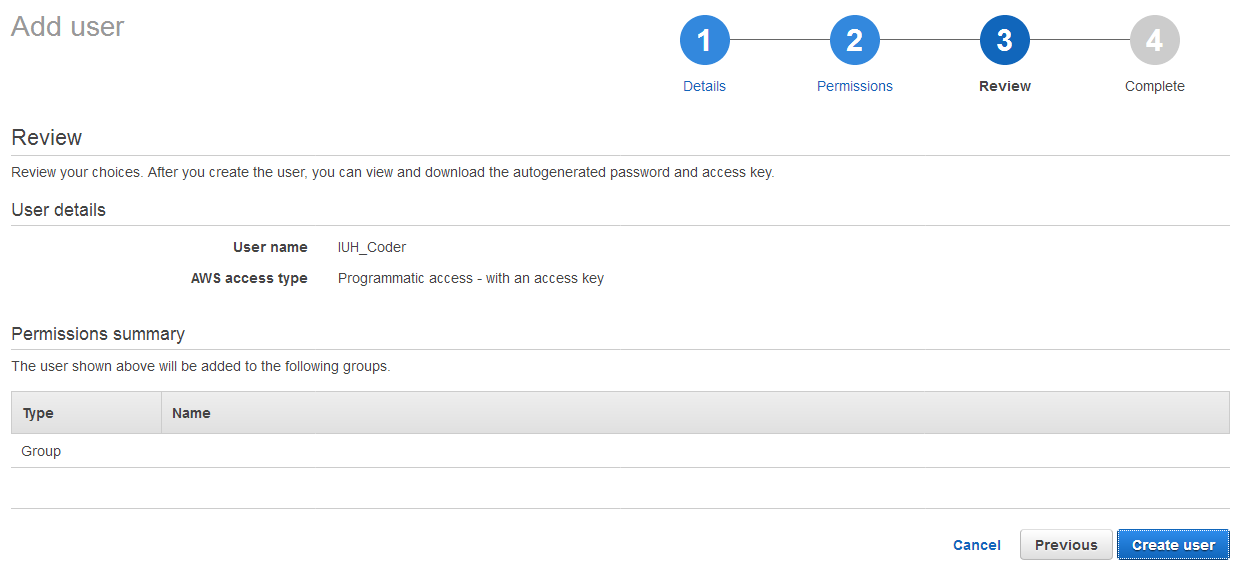 Add user
1 2 3 4
Details Permissions Review Complete
Review
Review your choices. After you create the user, you can view and download the autogenerated password and access key.
User details
User name IUH_Coder
AWS access type Programmatic access - with an access key
Permissions summary
The user shown above will be added to the following groups.
Type Name
Group
Cancel Previous Create user